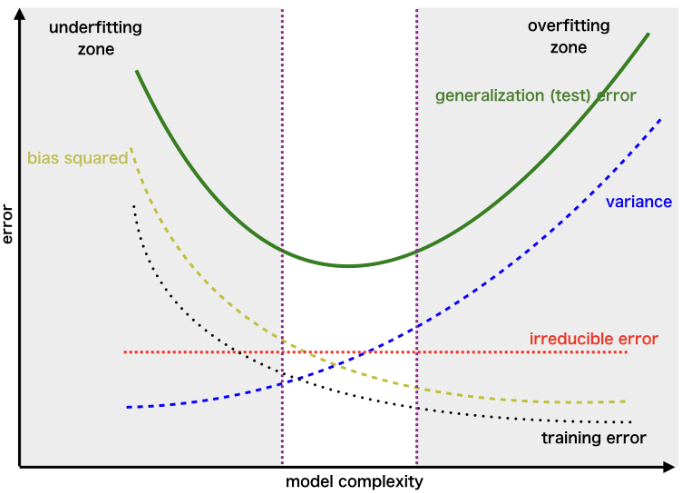 underfitting
zone
overfitting
zone
generalization (test) error
bias squared
variance
error
irreducible error
training error
model complexity